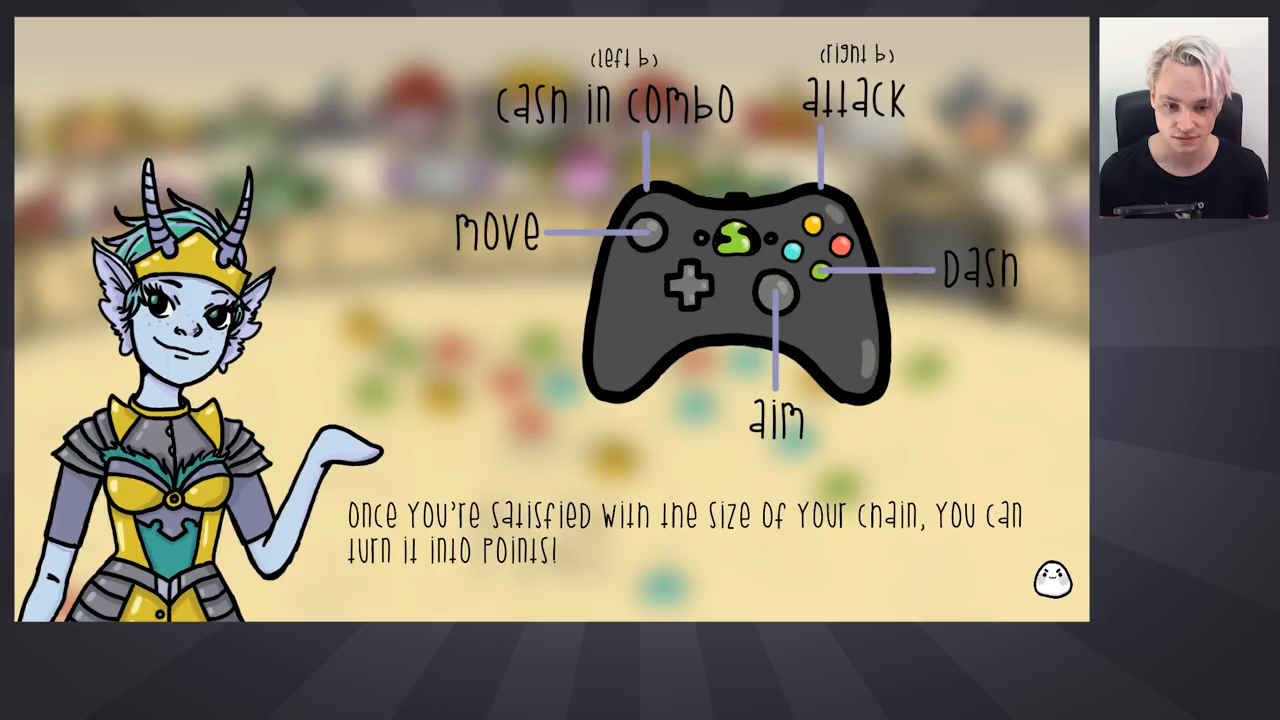 (left b)
(right b)
cash in combo
attack
move
Dash
aim
Once you're satisfied with the size of your chain, you can
turn it into points!